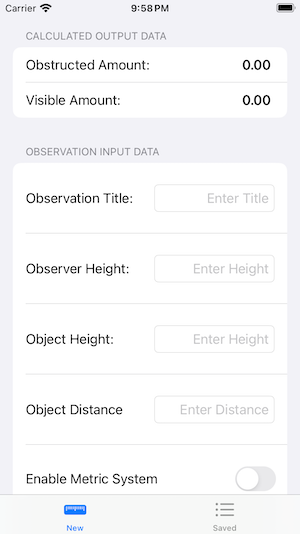 Carrier 9:58 PM
CALCULATED OUTPUT DATA
Obstructed Amount: 0.00
Visible Amount: 0.00
OBSERVATION INPUT DATA
Observation Title: Enter Title
Observer Height: Enter Height
Object Height: Enter Height
Object Distance Enter Distance
Enable Metric System
New Saved